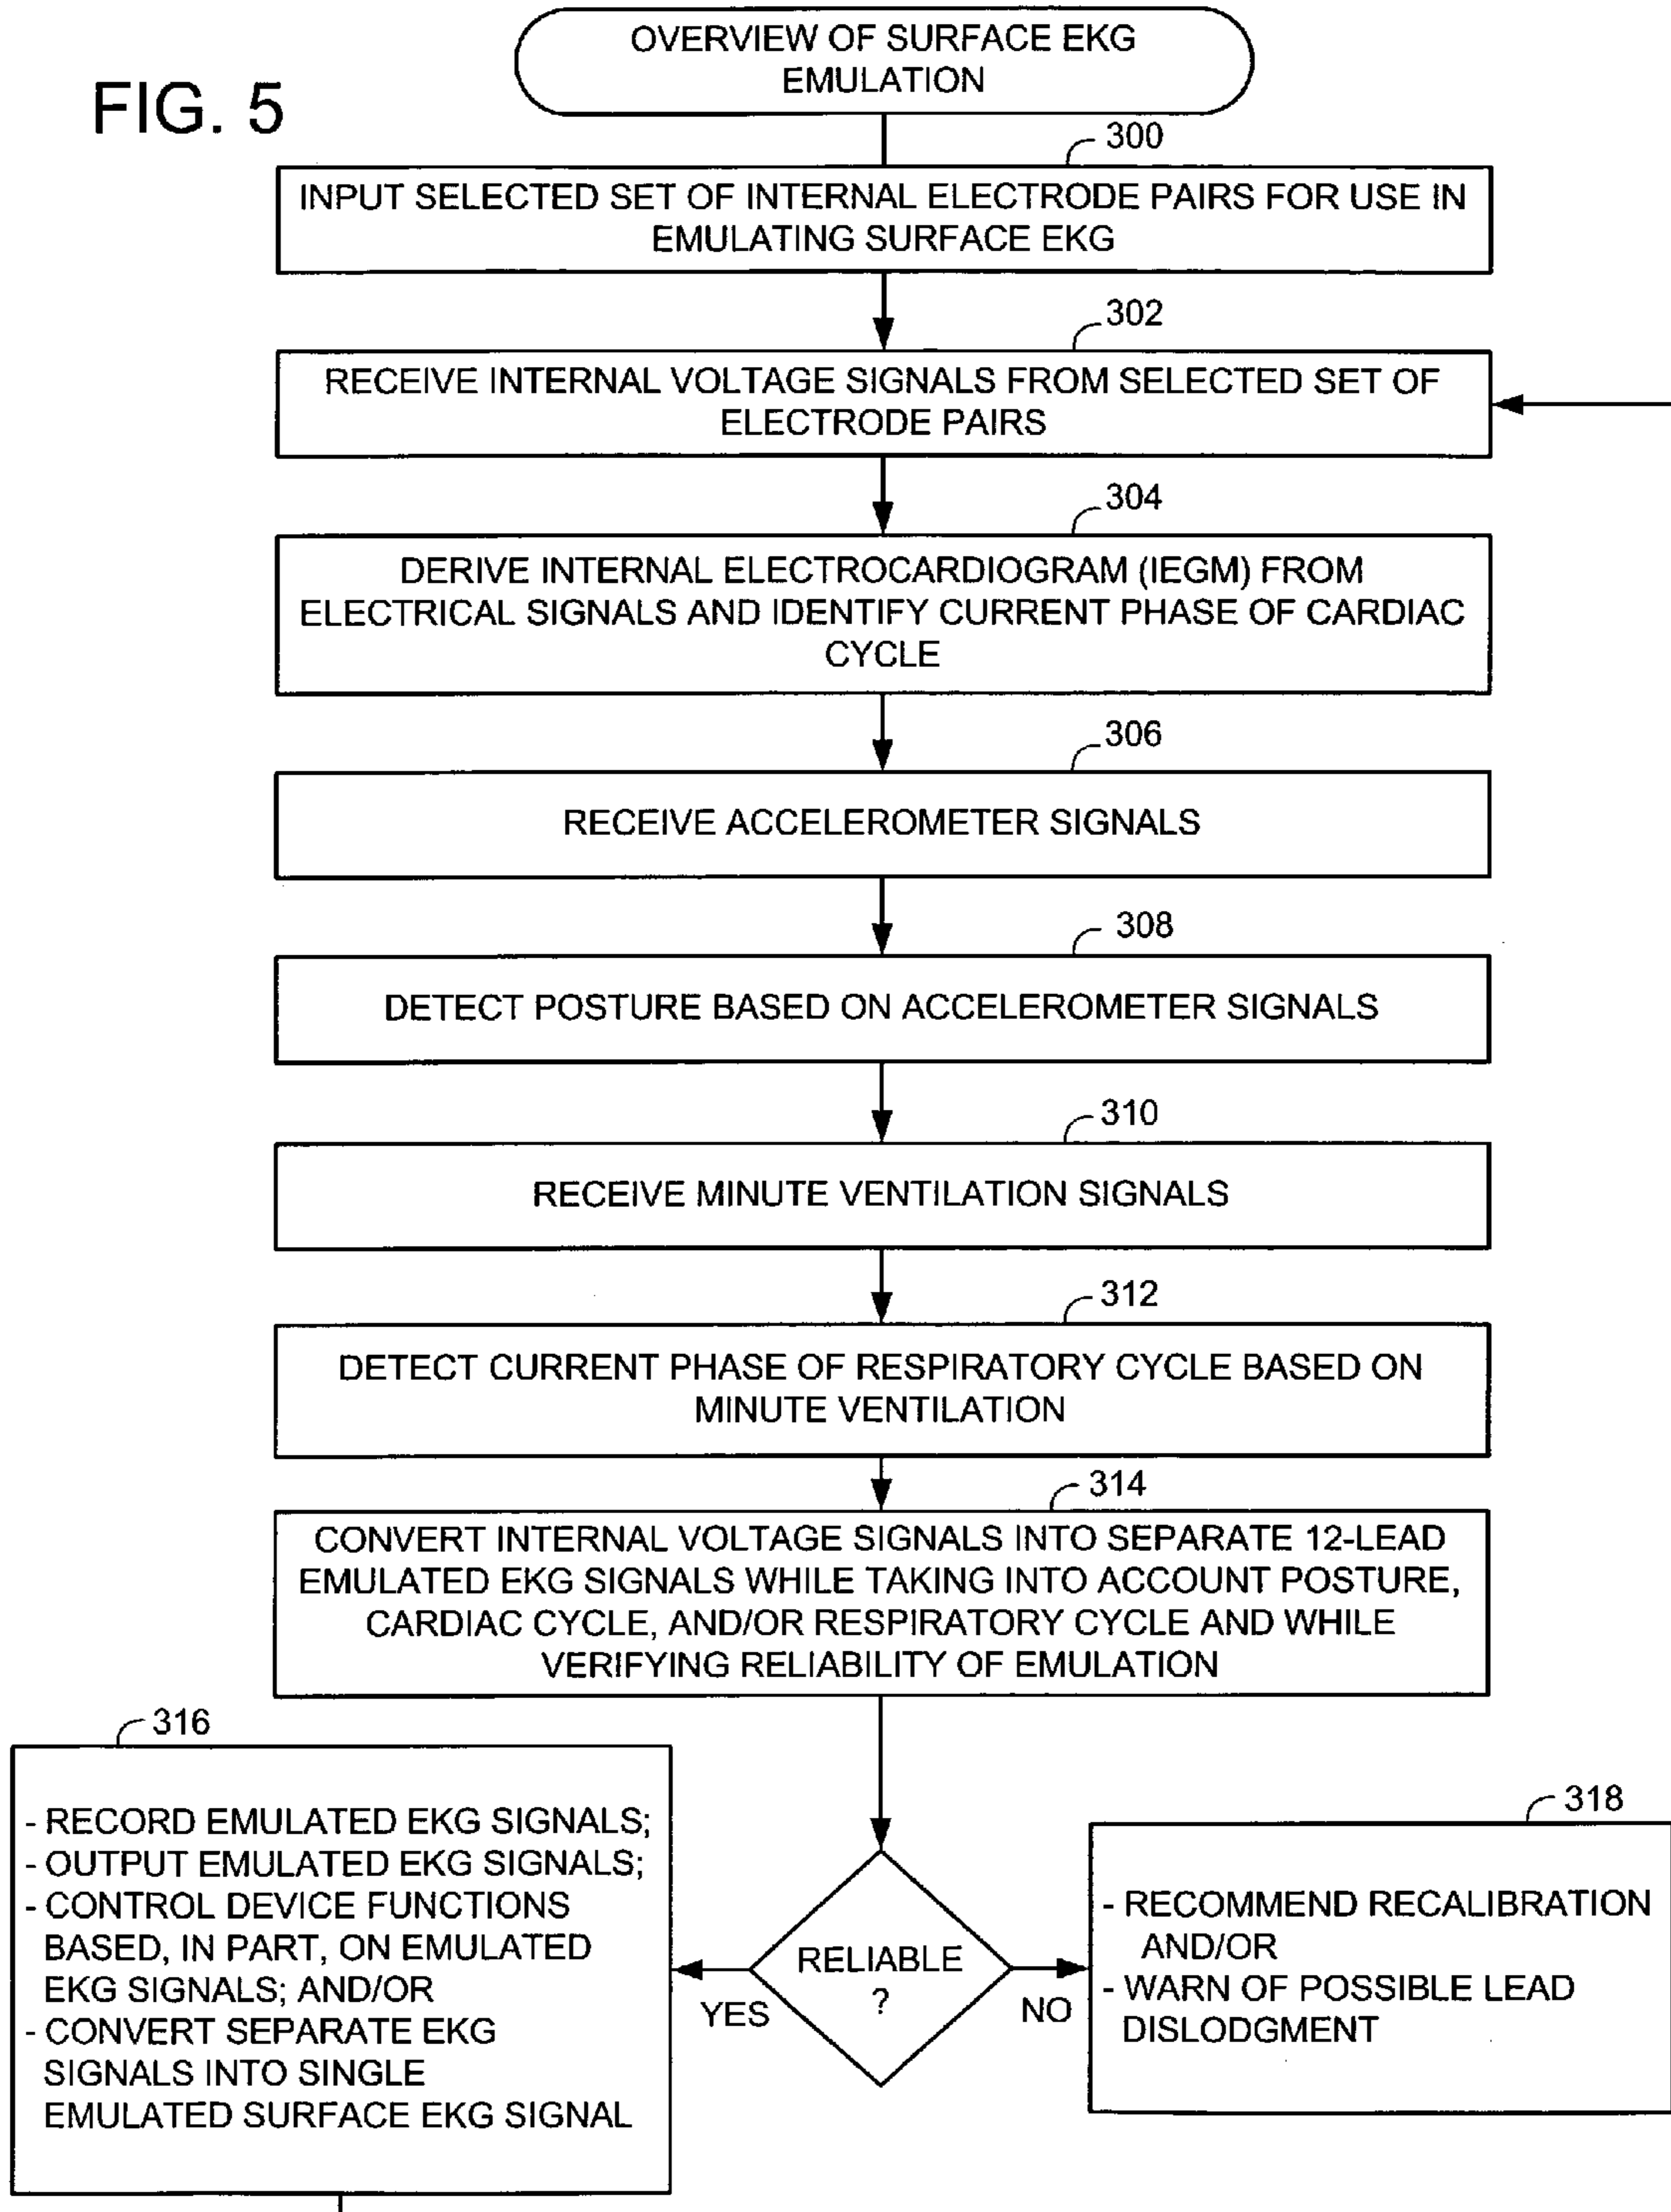 OVERVIEW OF SURFACE EKG
EMULATION
FIG. 5
300
INPUT SELECTED SET OF INTERNAL ELECTRODE PAIRS FOR USE IN
EMULATING SURFACE EKG
302
RECEIVE INTERNAL VOLTAGE SIGNALS FROM SELECTED SET OF
ELECTRODE PAIRS
304
DERIVE INTERNAL ELECTROCARDIOGRAM (IEGM) FROM
ELECTRICAL SIGNALS AND IDENTIFY CURRENT PHASE OF CARDIAC
CYCLE
306
RECEIVE ACCELEROMETER SIGNALS
308
DETECT POSTURE BASED ON ACCELEROMETER SIGNALS
310
RECEIVE MINUTE VENTILATION SIGNALS
312
DETECT CURRENT PHASE OF RESPIRATORY CYCLE BASED ON
MINUTE VENTILATION
314
CONVERT INTERNAL VOLTAGE SIGNALS INTO SEPARATE 12-LEAD
EMULATED EKG SIGNALS WHILE TAKING INTO ACCOUNT POSTURE,
CARDIAC CYCLE, AND/OR RESPIRATORY CYCLE AND WHILE
VERIFYING RELIABILITY OF EMULATION
316
- RECORD EMULATED EKG SIGNALS;
- OUTPUT EMULATED EKG SIGNALS;
- CONTROL DEVICE FUNCTIONS
BASED, IN PART, ON EMULATED
EKG SIGNALS; AND/OR
- CONVERT SEPARATE EKG
SIGNALS INTO SINGLE
EMULATED SURFACE EKG SIGNAL
RELIABLE
?
YES
NO
318
- RECOMMEND RECALIBRATION
AND/OR
- WARN OF POSSIBLE LEAD
DISLODGMENT